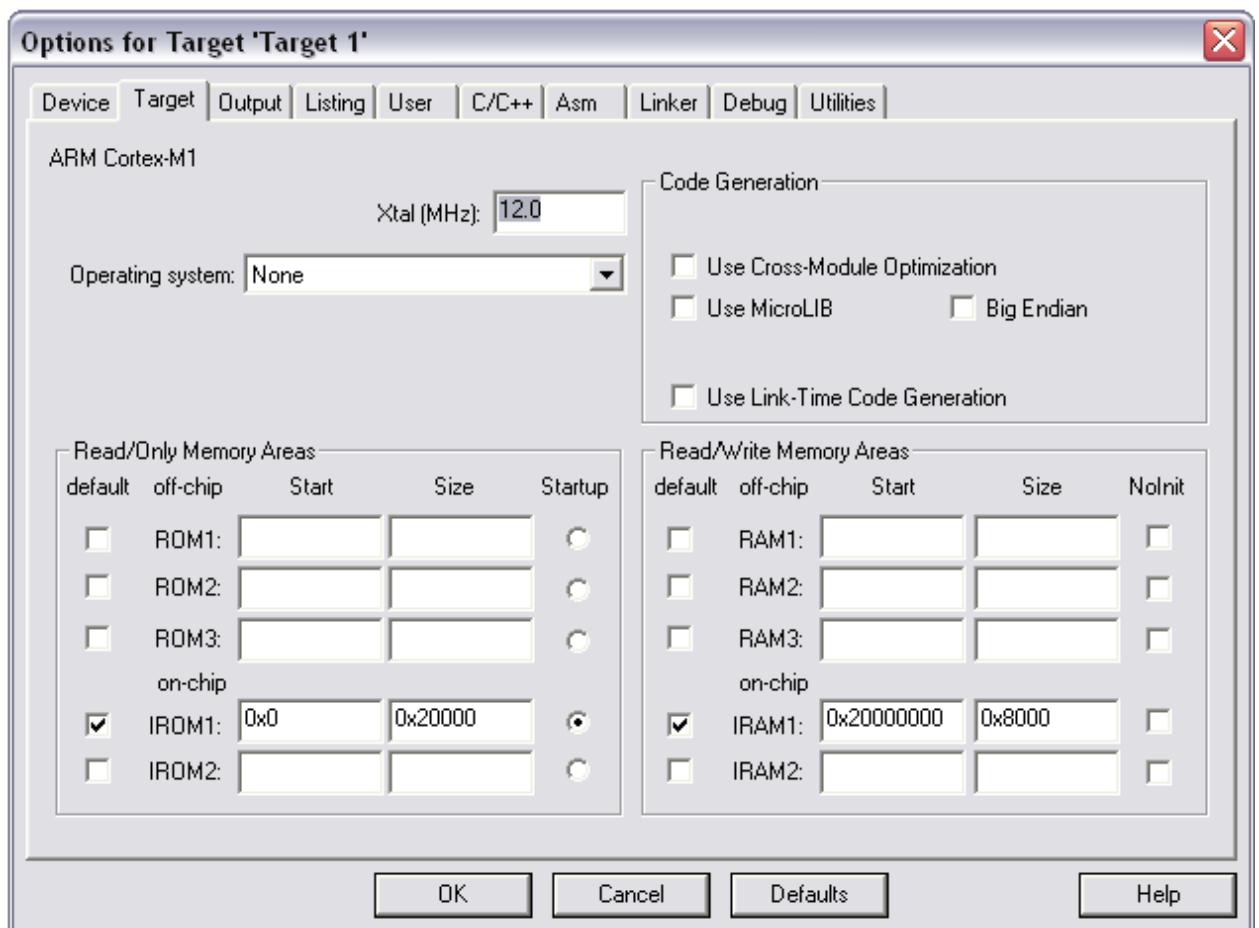 Options for Target 'Target 1'
Device Target Output Listing User C/C++ Asm Linker Debug Utilities
ARM Cortex-M1
Xtal (MHz): 12.0
Operating system: None
Code Generation
Use Cross-Module Optimization
Use MicroLIB Big Endian
Use Link-Time Code Generation
Read/Only Memory Areas
default off-chip Start Size Startup
ROM1:
ROM2:
ROM3:
on-chip
IROM1: 0x0 0x20000
IROM2:
Read/Write Memory Areas
default off-chip Start Size NoInit
RAM1:
RAM2:
RAM3:
on-chip
IRAM1: 0x20000000 0x8000
IRAM2:
OK Cancel Defaults Help